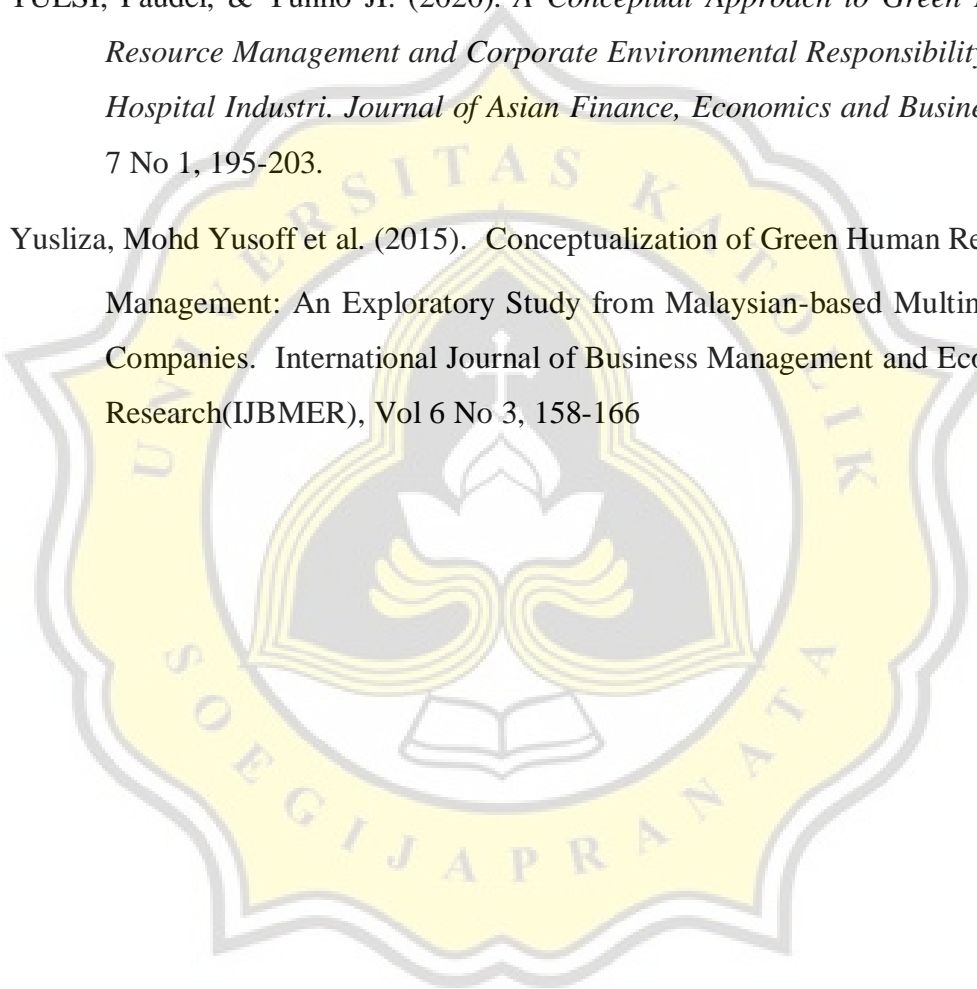 TULSI, Paudel, & Yunho JI. (2020). A Conceptual Approach to Green
Resource Management and Corporate Environmental Responsibility
Hospital Industri. Journal of Asian Finance, Economics and Busine
7 No 1, 195-203.
Yusliza, Mohd Yusoff et al. (2015). Conceptualization of Green Human Re
Management: An Exploratory Study from Malaysian-based Multin
Companies. International Journal of Business Management and Eco
Research(IJBMER), Vol 6 No 3, 158-166
UNIVERSITAS KATOLIK
SOEGIJAPRANATA